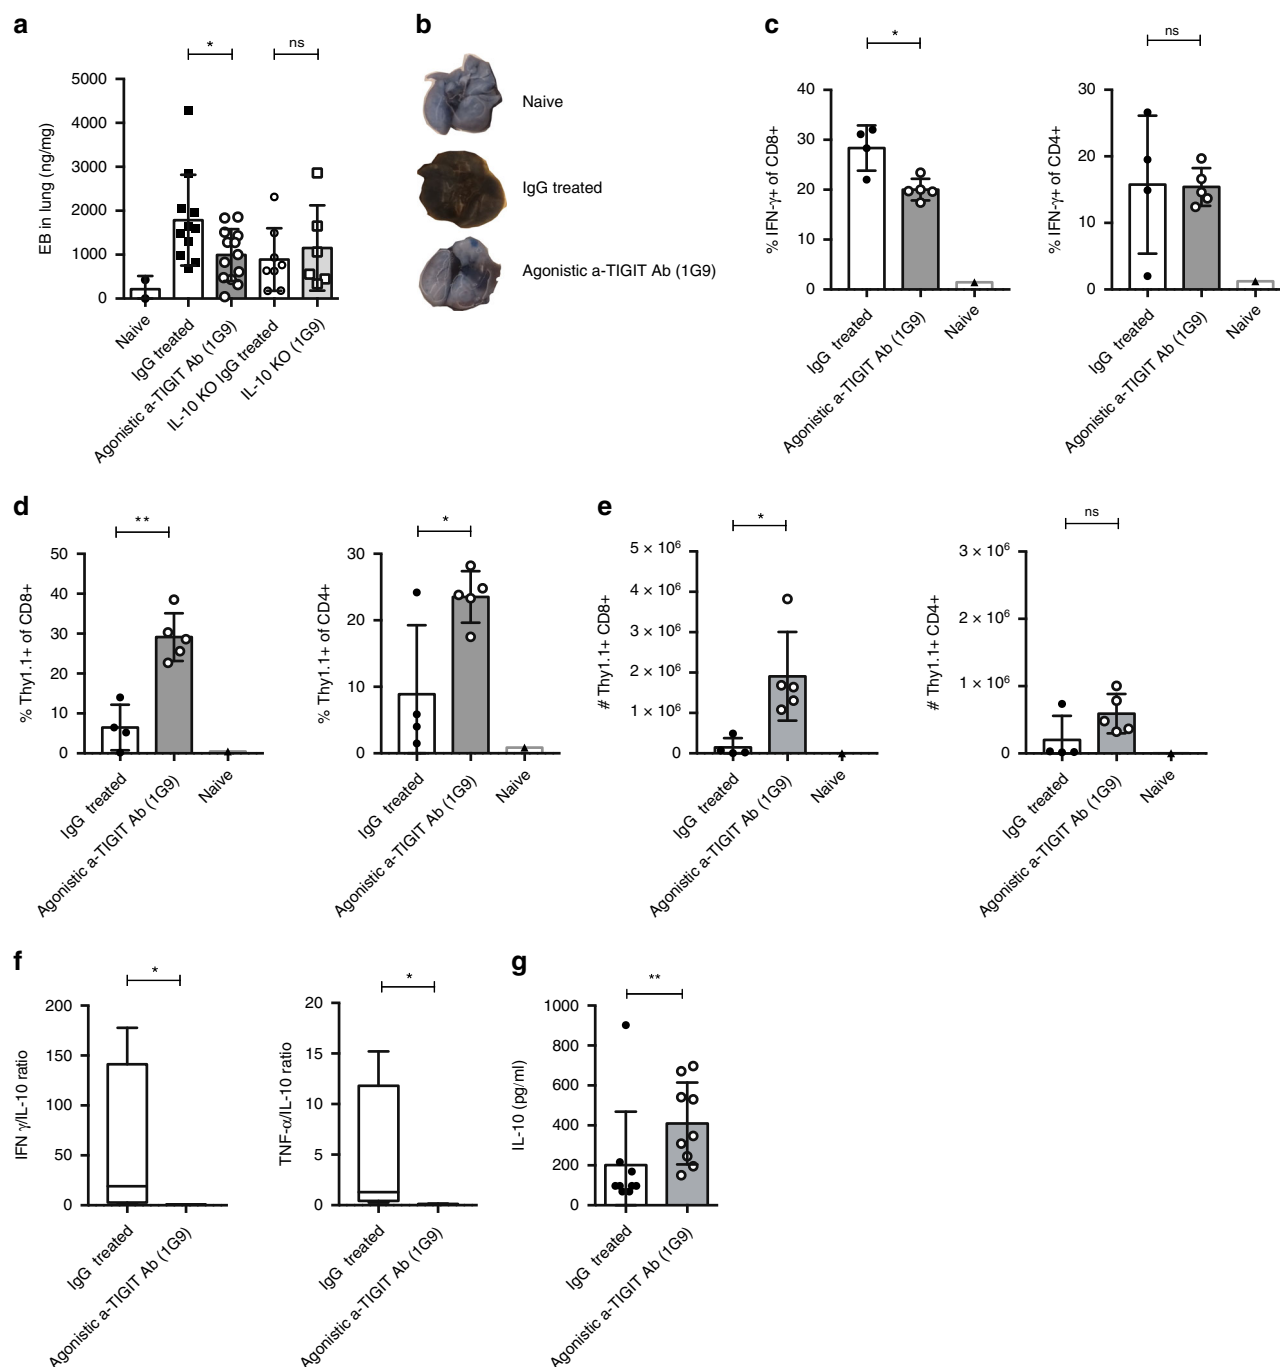 a
*
ns
EB in lung (ng/mg)
5000
4000
3000
2000
1000
0
Naive
IgG treated
Agonistic a-TIGIT Ab (1G9)
IL-10 KO IgG treated
IL-10 KO (1G9)
b
Naive
IgG treated
Agonistic a-TIGIT Ab (1G9)
c
*
% IFN-γ+ of CD8+
40
30
20
10
0
IgG treated
Agonistic a-TIGIT Ab (1G9)
Naive
ns
% IFN-γ+ of CD4+
30
20
10
0
IgG treated
Agonistic a-TIGIT Ab (1G9)
Naive
d
**
% Thy1.1+ of CD8+
50
40
30
20
10
0
IgG treated
Agonistic a-TIGIT Ab (1G9)
Naive
*
% Thy1.1+ of CD4+
30
20
10
0
IgG treated
Agonistic a-TIGIT Ab (1G9)
Naive
e
*
# Thy1.1+ CD8+
5 × 10⁶
4 × 10⁶
3 × 10⁶
2 × 10⁶
1 × 10⁶
0
IgG treated
Agonistic a-TIGIT Ab (1G9)
Naive
ns
# Thy1.1+ CD4+
3 × 10⁶
2 × 10⁶
1 × 10⁶
0
IgG treated
Agonistic a-TIGIT Ab (1G9)
Naive
f
*
IFN γ/IL-10 ratio
200
150
100
50
0
IgG treated
Agonistic a-TIGIT Ab (1G9)
*
TNF-α/IL-10 ratio
20
15
10
5
0
IgG treated
Agonistic a-TIGIT Ab (1G9)
g
**
IL-10 (pg/ml)
1000
800
600
400
200
0
IgG treated
Agonistic a-TIGIT Ab (1G9)